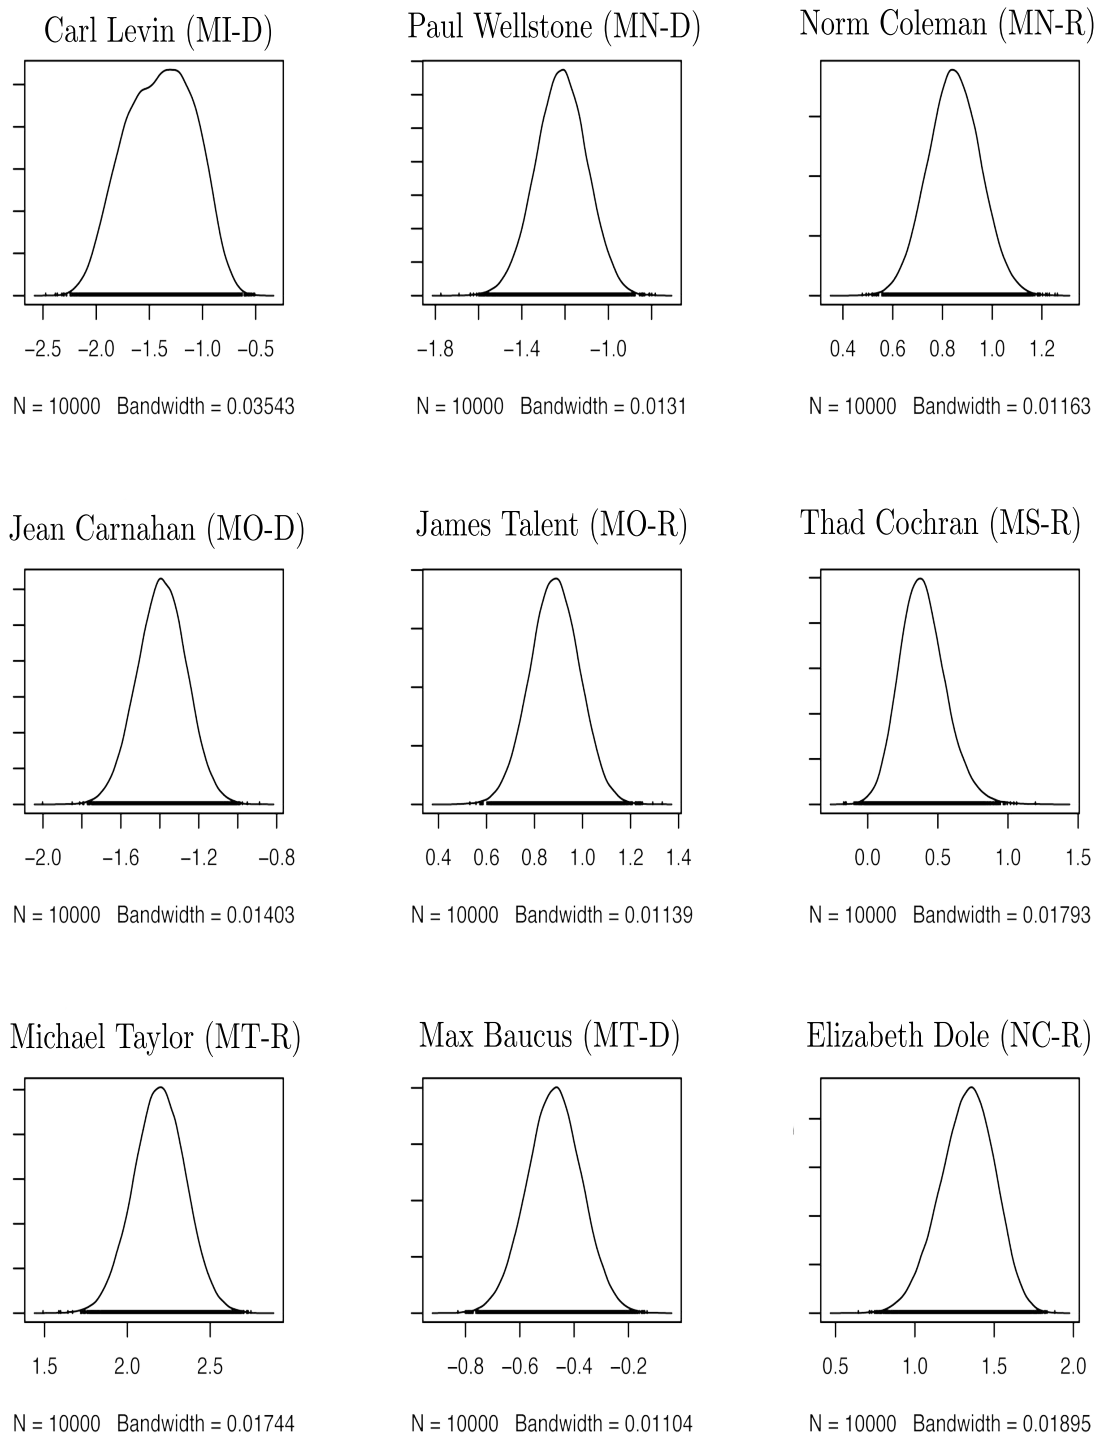 Carl Levin (MI-D)
Paul Wellstone (MN-D)
Norm Coleman (MN-R)
−2.5 −2.0 −1.5 −1.0 −0.5
−1.8 −1.4 −1.0
0.4 0.6 0.8 1.0 1.2
N = 10000 Bandwidth = 0.03543
N = 10000 Bandwidth = 0.0131
N = 10000 Bandwidth = 0.01163
Jean Carnahan (MO-D)
James Talent (MO-R)
Thad Cochran (MS-R)
−2.0 −1.6 −1.2 −0.8
0.4 0.6 0.8 1.0 1.2 1.4
0.0 0.5 1.0 1.5
N = 10000 Bandwidth = 0.01403
N = 10000 Bandwidth = 0.01139
N = 10000 Bandwidth = 0.01793
Michael Taylor (MT-R)
Max Baucus (MT-D)
Elizabeth Dole (NC-R)
1.5 2.0 2.5
−0.8 −0.6 −0.4 −0.2
0.5 1.0 1.5 2.0
N = 10000 Bandwidth = 0.01744
N = 10000 Bandwidth = 0.01104
N = 10000 Bandwidth = 0.01895